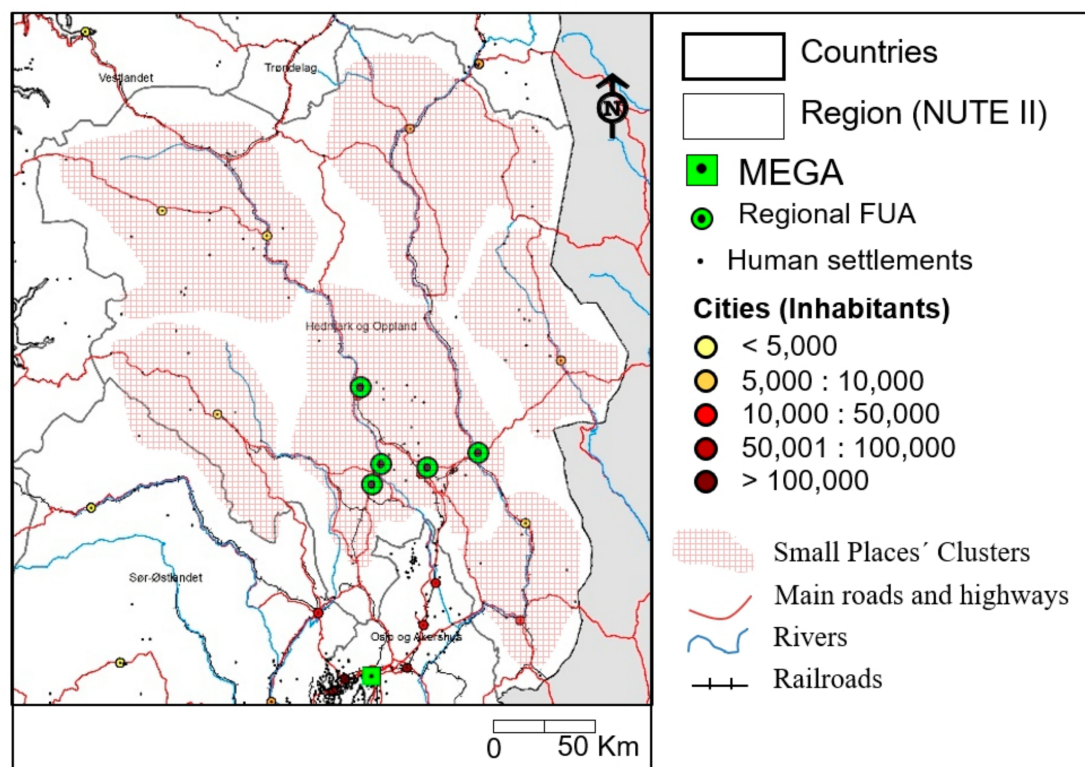 Vestlandet
Trøndelag
Hedmark og Oppland
Sør-Østlandet
Oslo og Akershus
0 50 Km
N
Countries
Region (NUTE II)
MEGA
Regional FUA
Human settlements
Cities (Inhabitants)
< 5,000
5,000 : 10,000
10,000 : 50,000
50,001 : 100,000
> 100,000
Small Places´ Clusters
Main roads and highways
Rivers
Railroads